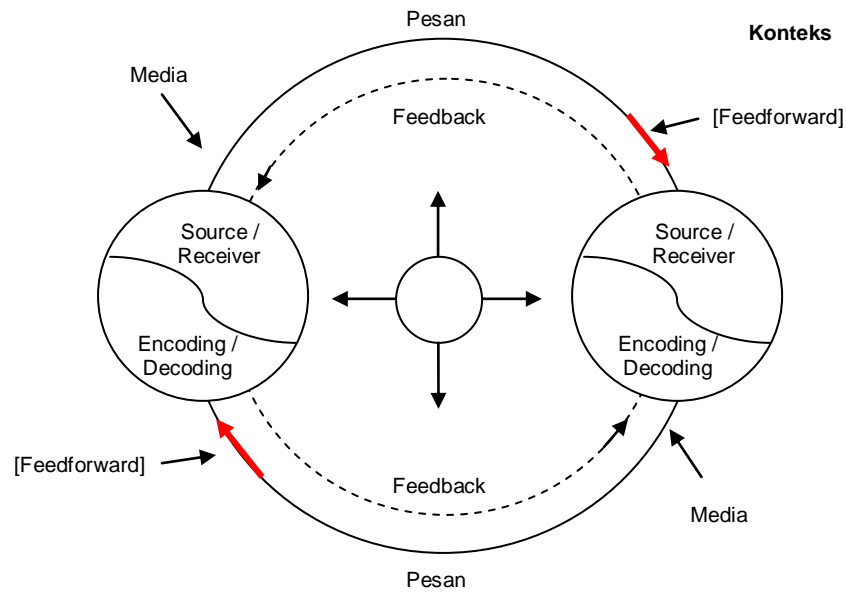 Pesan
Konteks
Media
Feedback
[Feedforward]
Source /
Receiver
Encoding /
Decoding
Source /
Receiver
Encoding /
Decoding
[Feedforward]
Feedback
Media
Pesan